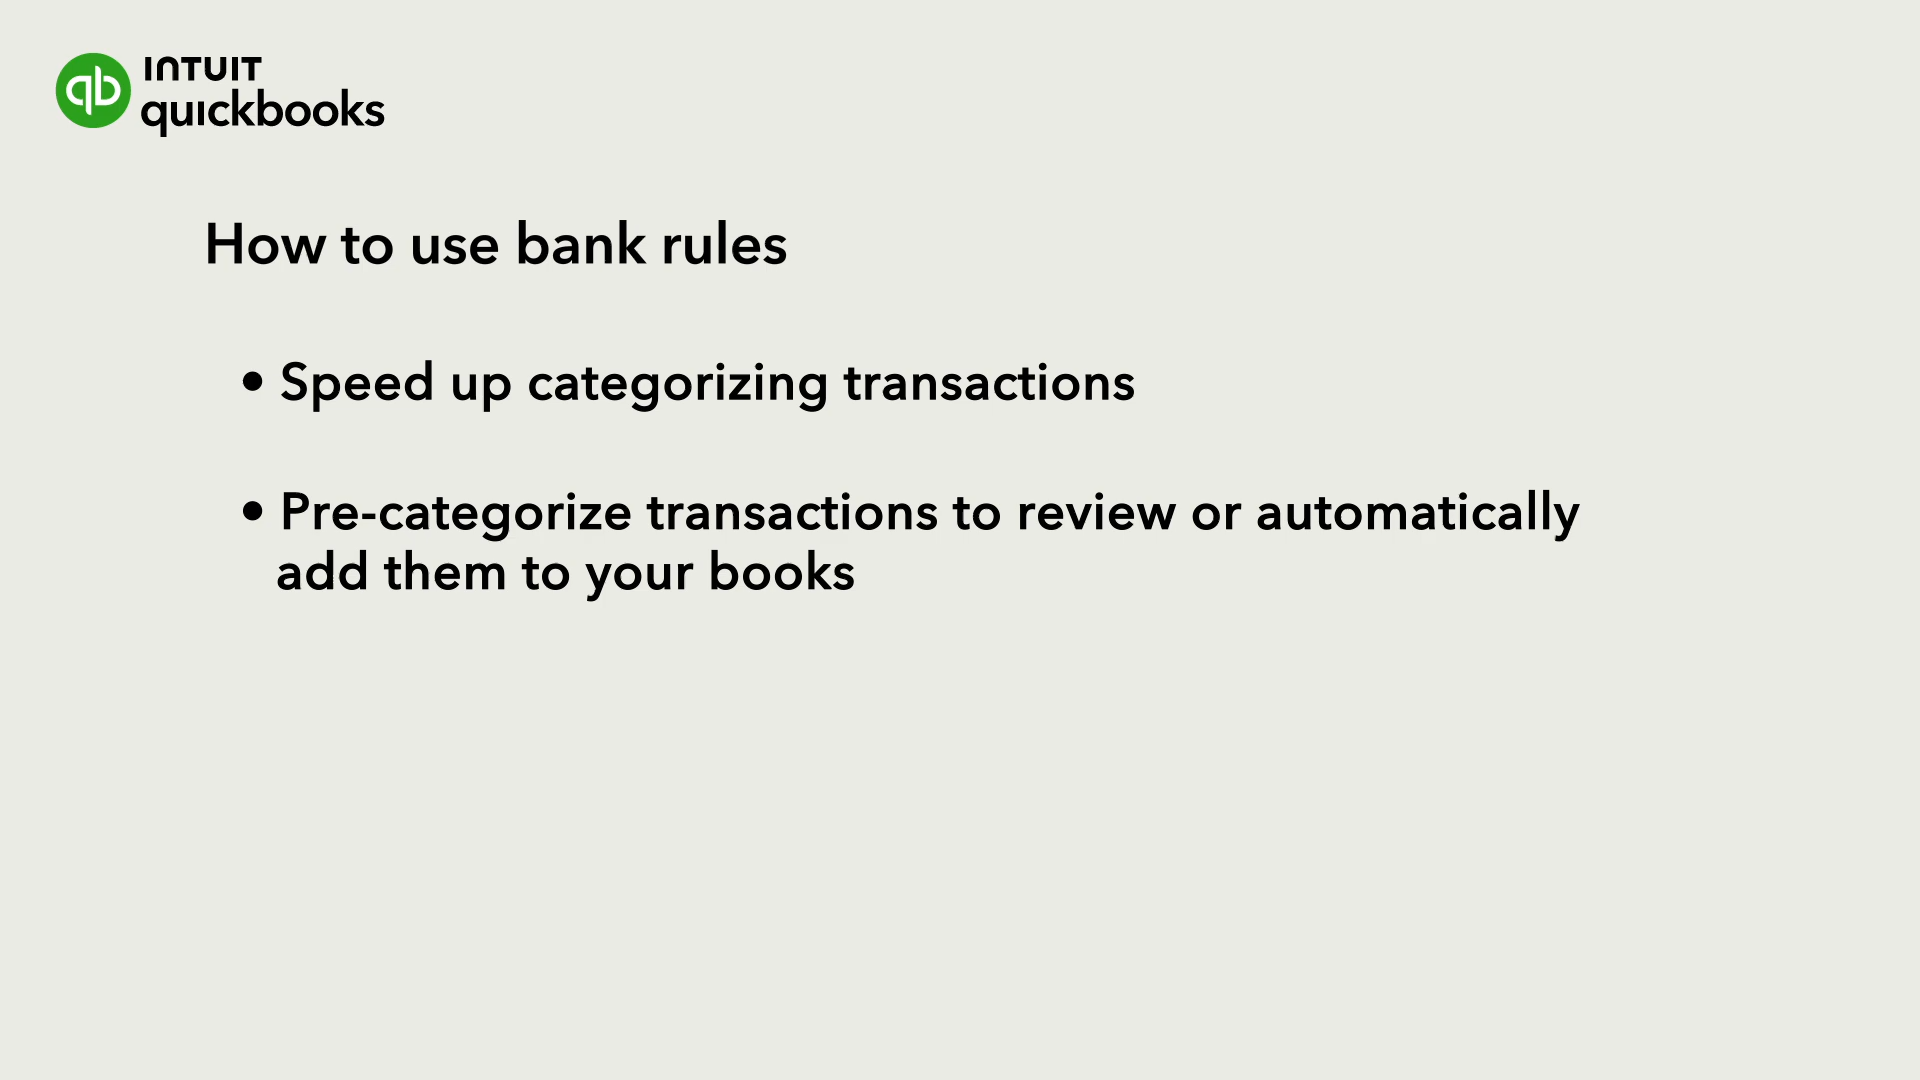 qb INTUIT
quickbooks
How to use bank rules
• Speed up categorizing transactions
• Pre-categorize transactions to review or automatically
add them to your books